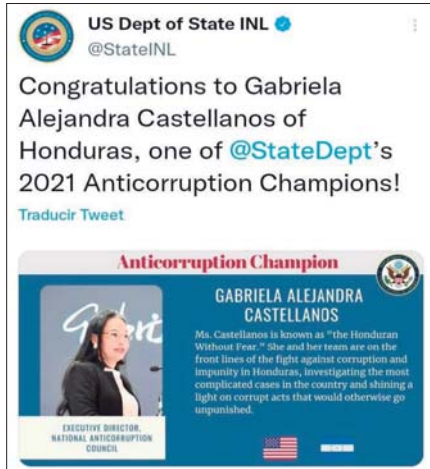 US Dept of State INL
@StateINL
Congratulations to Gabriela
Alejandra Castellanos of
Honduras, one of @StateDept's
2021 Anticorruption Champions!
Traducir Tweet
Anticorruption Champion
GABRIELA ALEJANDRA
CASTELLANOS
Ms. Castellanos is known as "the Honduran
Without Fear." She and her team are on the
front lines of the fight against corruption and
impunity in Honduras, investigating the most
complicated cases in the country and shining a
light on corrupt acts that would otherwise go
unpunished.
EXECUTIVE DIRECTOR,
NATIONAL ANTICORRUPTION
COUNCIL